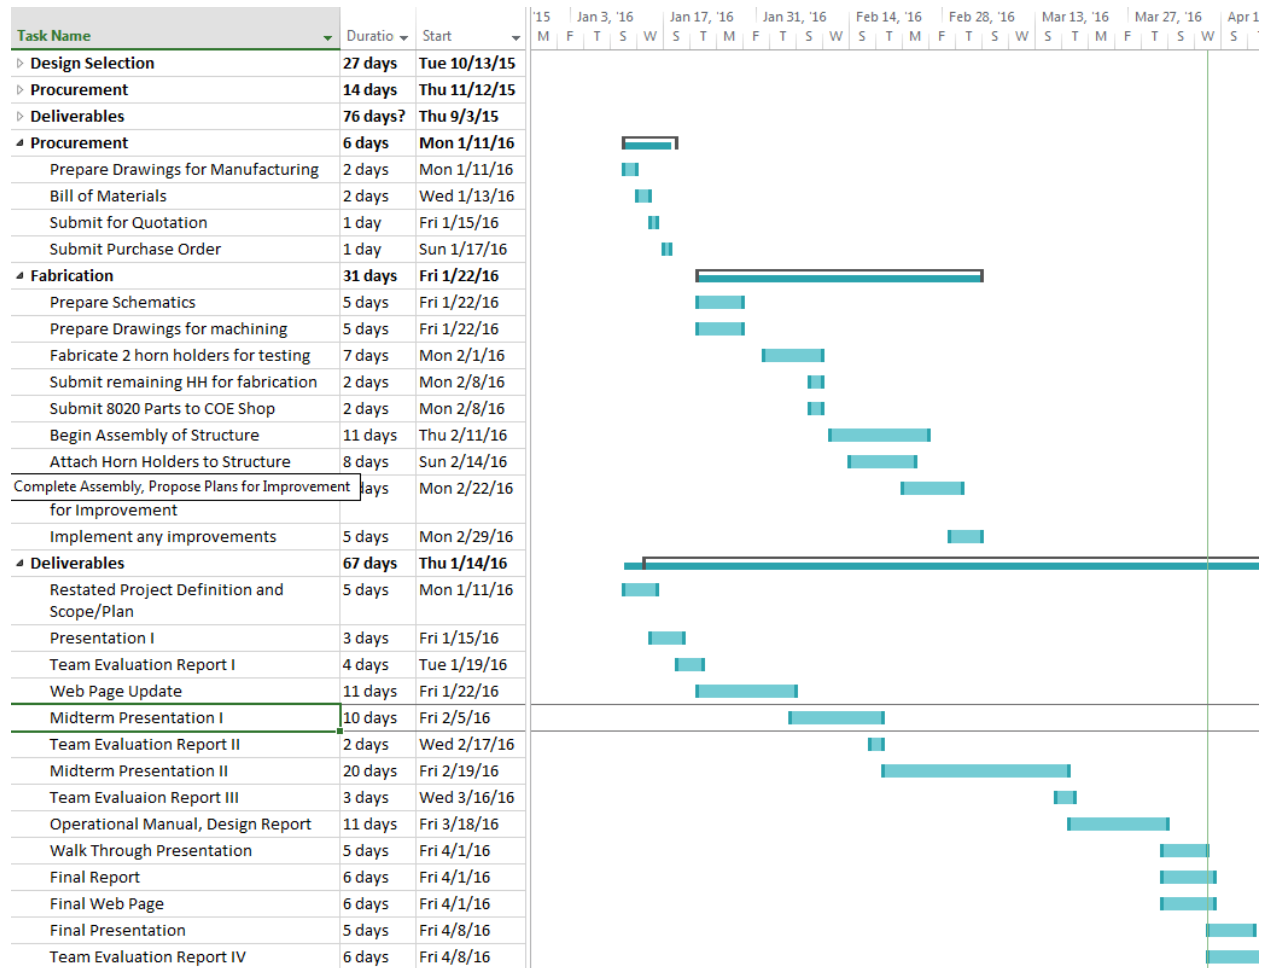 '15 Jan 3, '16 Jan 17, '16 Jan 31, '16 Feb 14, '16 Feb 28, '16 Mar 13, '16 Mar 27, '16 Apr 1
Task Name Duratio Start M F T S W S T M F T S W S T M F T S W S T M F T S W S
Design Selection 27 days Tue 10/13/15
Procurement 14 days Thu 11/12/15
Deliverables 76 days? Thu 9/3/15
Procurement 6 days Mon 1/11/16
Prepare Drawings for Manufacturing 2 days Mon 1/11/16
Bill of Materials 2 days Wed 1/13/16
Submit for Quotation 1 day Fri 1/15/16
Submit Purchase Order 1 day Sun 1/17/16
Fabrication 31 days Fri 1/22/16
Prepare Schematics 5 days Fri 1/22/16
Prepare Drawings for machining 5 days Fri 1/22/16
Fabricate 2 horn holders for testing 7 days Mon 2/1/16
Submit remaining HH for fabrication 2 days Mon 2/8/16
Submit 8020 Parts to COE Shop 2 days Mon 2/8/16
Begin Assembly of Structure 11 days Thu 2/11/16
Attach Horn Holders to Structure 8 days Sun 2/14/16
Complete Assembly, Propose Plans for Improvement days Mon 2/22/16
for Improvement
Implement any improvements 5 days Mon 2/29/16
Deliverables 67 days Thu 1/14/16
Restated Project Definition and 5 days Mon 1/11/16
Scope/Plan
Presentation I 3 days Fri 1/15/16
Team Evaluation Report I 4 days Tue 1/19/16
Web Page Update 11 days Fri 1/22/16
Midterm Presentation I 10 days Fri 2/5/16
Team Evaluation Report II 2 days Wed 2/17/16
Midterm Presentation II 20 days Fri 2/19/16
Team Evaluaion Report III 3 days Wed 3/16/16
Operational Manual, Design Report 11 days Fri 3/18/16
Walk Through Presentation 5 days Fri 4/1/16
Final Report 6 days Fri 4/1/16
Final Web Page 6 days Fri 4/1/16
Final Presentation 5 days Fri 4/8/16
Team Evaluation Report IV 6 days Fri 4/8/16